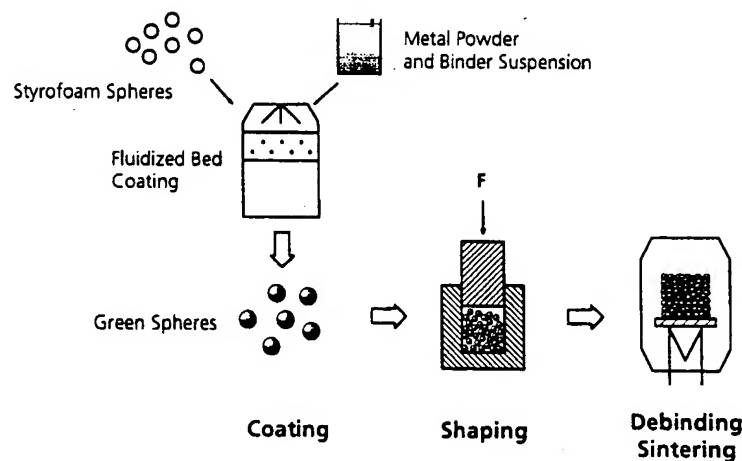 Metal Powder
and Binder Suspension
Styrofoam Spheres
Fluidized Bed
Coating
F
Green Spheres
Coating
Shaping
Debinding
Sintering